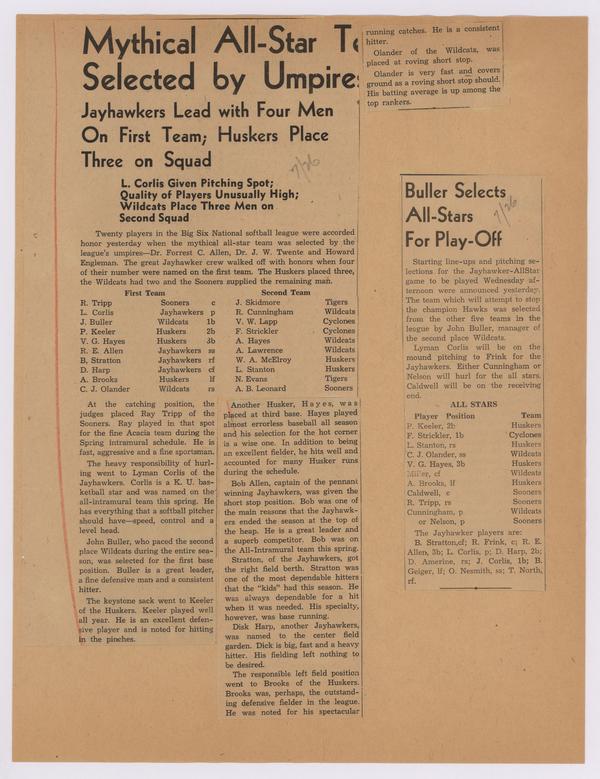 Mythical All-Star Te
Selected by Umpires
Jayhawkers Lead with Four Men
On First Team; Huskers Place
Three on Squad
7/26
L. Corlis Given Pitching Spot;
Quality of Players Unusually High;
Wildcats Place Three Men on
Second Squad
Twenty players in the Big Six National softball league were accorded
honor yesterday when the mythical all-star team was selected by the
league's umpires—Dr. Forrest C. Allen, Dr. J. W. Twente and Howard
Engleman. The great Jayhawker crew walked off with honors when four
of their number were named on the first team. The Huskers placed three,
the Wildcats had two and the Sooners supplied the remaining man.
First Team Second Team
R. Tripp Sooners c J. Skidmore Tigers
L. Corlis Jayhawkers p R. Cunningham Wildcats
J. Buller Wildcats 1b V. W. Lapp Cyclones
P. Keeler Huskers 2b F. Strickler Cyclones
V. G. Hayes Huskers 3b A. Hayes Wildcats
R. E. Allen Jayhawkers ss A. Lawrence Wildcats
B. Stratton Jayhawkers rf W. A. McElroy Huskers
D. Harp Jayhawkers cf L. Stanton Huskers
A. Brooks Huskers lf N. Evans Tigers
C. J. Olander Wildcats rs A. B. Leonard Sooners
At the catching position, the
judges placed Ray Tripp of the
Sooners. Ray played in that spot
for the fine Acacia team during the
Spring intramural schedule. He is
fast, aggressive and a fine sportsman.
The heavy responsibility of hurl-
ing went to Lyman Corlis of the
Jayhawkers. Corlis is a K. U. bas-
ketball star and was named on the
all-intramural team this spring. He
has everything that a softball pitcher
should have—speed, control and a
level head.
John Buller, who paced the second
place Wildcats during the entire sea-
son, was selected for the first base
position. Buller is a great leader,
a fine defensive man and a consistent
hitter.
The keystone sack went to Keeler
of the Huskers. Keeler played well
all year. He is an excellent defen-
sive player and is noted for hitting
in the pinches.
Another Husker, Hayes, was
placed at third base. Hayes played
almost errorless baseball all season
and his selection for the hot corner
is a wise one. In addition to being
an excellent fielder, he hits well and
accounted for many Husker runs
during the schedule.
Bob Allen, captain of the pennant
winning Jayhawkers, was given the
short stop position. Bob was one of
the main reasons that the Jayhawk-
ers ended the season at the top of
the heap. He is a great leader and
a superb competitor. Bob was on
the All-Intramural team this spring.
Stratton, of the Jayhawkers, got
the right field berth. Stratton was
one of the most dependable hitters
that the "kids" had this season. He
was always dependable for a hit
when it was needed. His specialty,
however, was base running.
Disk Harp, another Jayhawkers,
was named to the center field
garden. Dick is big, fast and a heavy
hitter. His fielding left nothing to
be desired.
The responsible left field position
went to Brooks of the Huskers.
Brooks was, perhaps, the outstand-
ing defensive fielder in the league.
He was noted for his spectacular
running catches. He is a consistent
hitter.
Olander of the Wildcats, was
placed at roving short stop.
Olander is very fast and covers
ground as a roving short stop should.
His batting average is up among the
top rankers.
Buller Selects
All-Stars
For Play-Off
7/26
Starting line-ups and pitching se-
lections for the Jayhawker-AllStar
game to be played Wednesday af-
ternoon were announced yesterday.
The team which will attempt to stop
the champion Hawks was selected
from the other five teams in the
league by John Buller, manager of
the second place Wildcats.
Lyman Corlis will be on the
mound pitching to Frink for the
Jayhawkers. Either Cunningham or
Nelson will hurl for the all stars.
Caldwell will be on the receiving
end.
ALL STARS
Player Position Team
P. Keeler, 2b Huskers
F. Strickler, 1b Cyclones
L. Stanton, rs Huskers
C. J. Olander, ss Wildcats
V. G. Hayes, 3b Huskers
Miller, cf Wildcats
A. Brooks, lf Huskers
Caldwell, c Sooners
R. Tripp, rs Sooners
Cunningham, p Wildcats
or Nelson, p Sooners
The Jayhawker players are:
B. Stratton,cf; R. Frink, c; R. E.
Allen, 3b; L. Corlis, p; D. Harp, 2b;
D. Amerine, rs; J. Corlis, 1b; B.
Geiger, lf; O. Nesmith, ss; T. North,
rf.